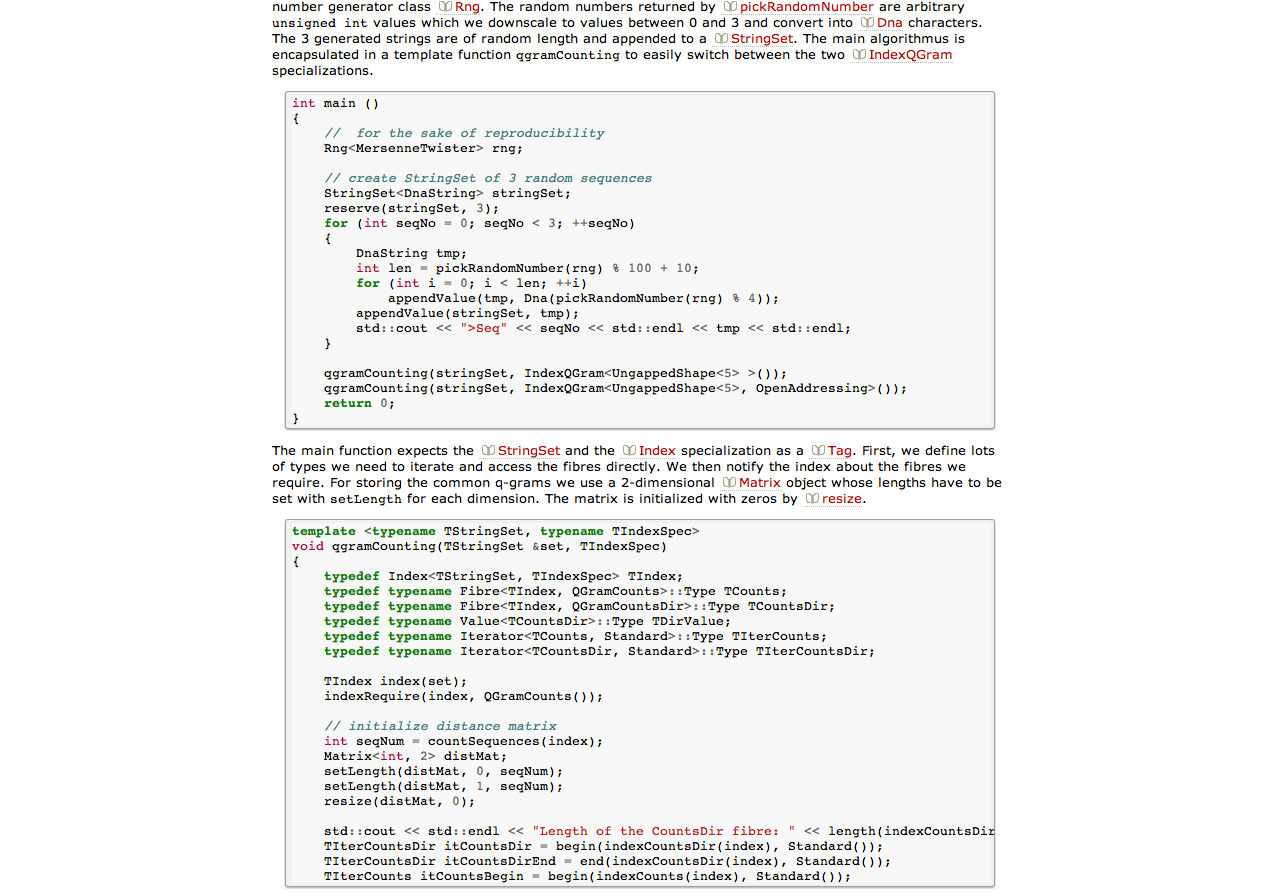 number generator class Rng. The random numbers returned by pickRandomNumber are arbitrary
unsigned int values which we downscale to values between 0 and 3 and convert into Dna characters.
The 3 generated strings are of random length and appended to a StringSet. The main algorithmus is
encapsulated in a template function qgramCounting to easily switch between the two IndexQGram
specializations.
int main ()
{
    //  for the sake of reproducibility
    Rng<MersenneTwister> rng;

    // create StringSet of 3 random sequences
    StringSet<DnaString> stringSet;
    reserve(stringSet, 3);
    for (int seqNo = 0; seqNo < 3; ++seqNo)
    {
        DnaString tmp;
        int len = pickRandomNumber(rng) % 100 + 10;
        for (int i = 0; i < len; ++i)
            appendValue(tmp, Dna(pickRandomNumber(rng) % 4));
        appendValue(stringSet, tmp);
        std::cout << ">Seq" << seqNo << std::endl << tmp << std::endl;
    }

    qgramCounting(stringSet, IndexQGram<UngappedShape<5> >());
    qgramCounting(stringSet, IndexQGram<UngappedShape<5>, OpenAddressing>());
    return 0;
}
The main function expects the StringSet and the Index specialization as a Tag. First, we define lots
of types we need to iterate and access the fibres directly. We then notify the index about the fibres we
require. For storing the common q-grams we use a 2-dimensional Matrix object whose lengths have to be
set with setLength for each dimension. The matrix is initialized with zeros by resize.
template <typename TStringSet, typename TIndexSpec>
void qgramCounting(TStringSet &set, TIndexSpec)
{
    typedef Index<TStringSet, TIndexSpec> TIndex;
    typedef typename Fibre<TIndex, QGramCounts>::Type TCounts;
    typedef typename Fibre<TIndex, QGramCountsDir>::Type TCountsDir;
    typedef typename Value<TCountsDir>::Type TDirValue;
    typedef typename Iterator<TCounts, Standard>::Type TIterCounts;
    typedef typename Iterator<TCountsDir, Standard>::Type TIterCountsDir;

    TIndex index(set);
    indexRequire(index, QGramCounts());

    // initialize distance matrix
    int seqNum = countSequences(index);
    Matrix<int, 2> distMat;
    setLength(distMat, 0, seqNum);
    setLength(distMat, 1, seqNum);
    resize(distMat, 0);

    std::cout << std::endl << "Length of the CountsDir fibre: " << length(indexCountsDir
    TIterCountsDir itCountsDir = begin(indexCountsDir(index), Standard());
    TIterCountsDir itCountsDirEnd = end(indexCountsDir(index), Standard());
    TIterCounts itCountsBegin = begin(indexCounts(index), Standard());